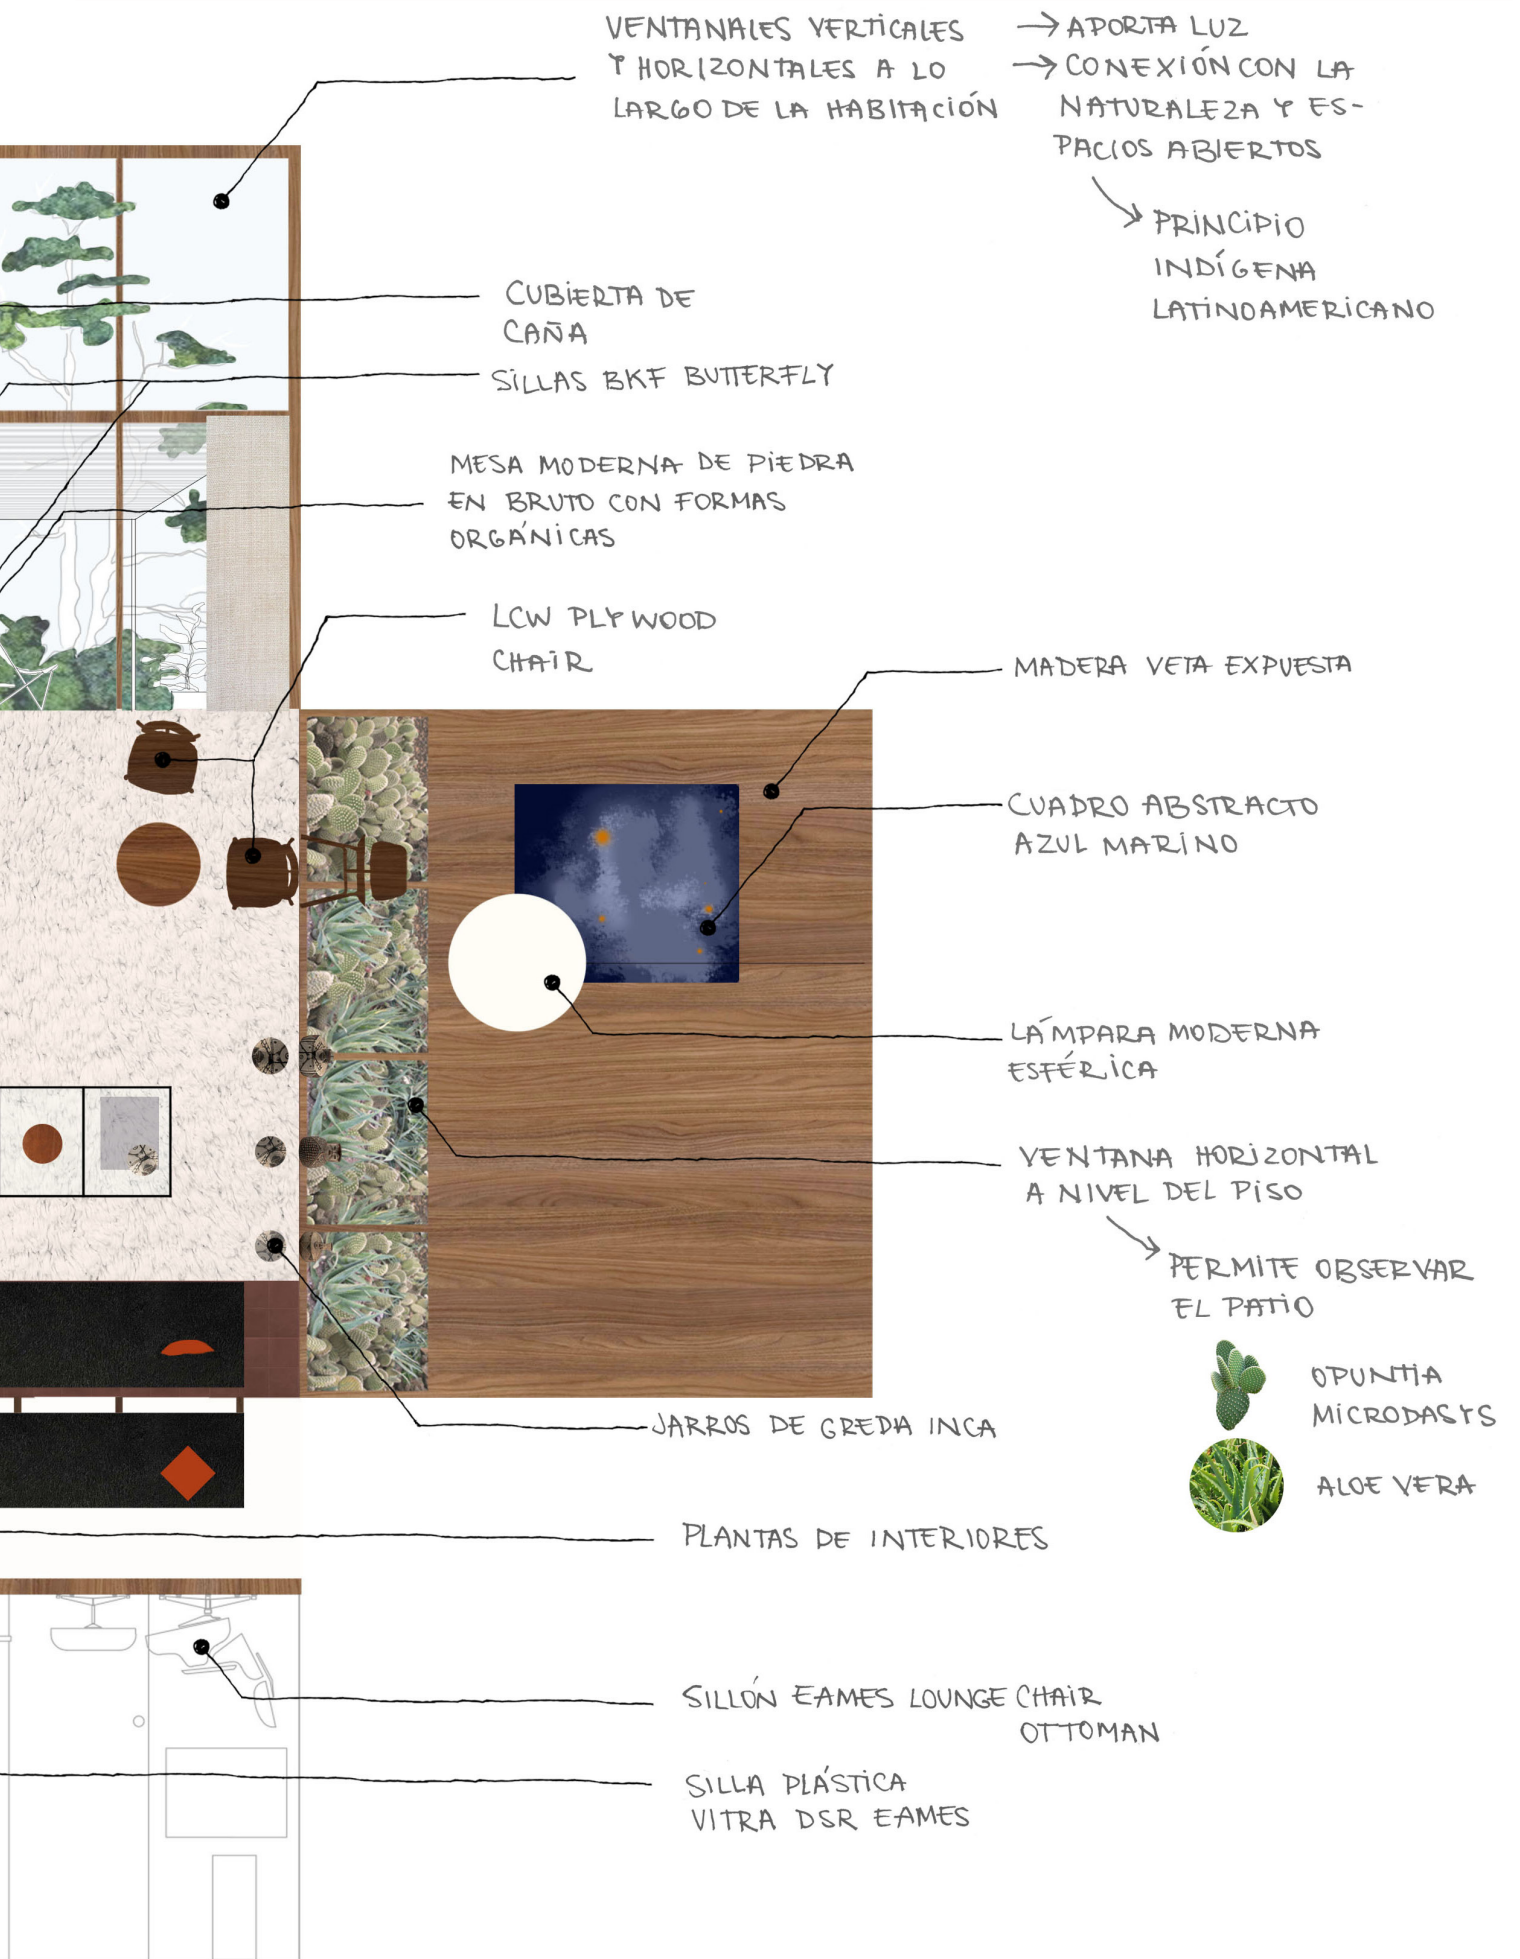 VENTANALES VERTICALES
Y HORIZONTALES A LO
LARGO DE LA HABITACIÓN
→ APORTA LUZ
→ CONEXIÓN CON LA
NATURALEZA Y ES-
PACIOS ABIERTOS
PRINCIPIO
INDÍGENA
LATINOAMERICANO
CUBIERTA DE
CAÑA
SILLAS BKF BUTTERFLY
MESA MODERNA DE PIEDRA
EN BRUTO CON FORMAS
ORGÁNICAS
LCW PLYWOOD
CHAIR
MADERA VETA EXPUESTA
CUADRO ABSTRACTO
AZUL MARINO
LÁMPARA MODERNA
ESFÉRICA
VENTANA HORIZONTAL
A NIVEL DEL PISO
PERMITE OBSERVAR
EL PATIO
OPUNTIA
MICRODASYS
ALOE VERA
JARROS DE GREDA INCA
PLANTAS DE INTERIORES
SILLÓN EAMES LOUNGE CHAIR
OTTOMAN
SILLA PLÁSTICA
VITRA DSR EAMES